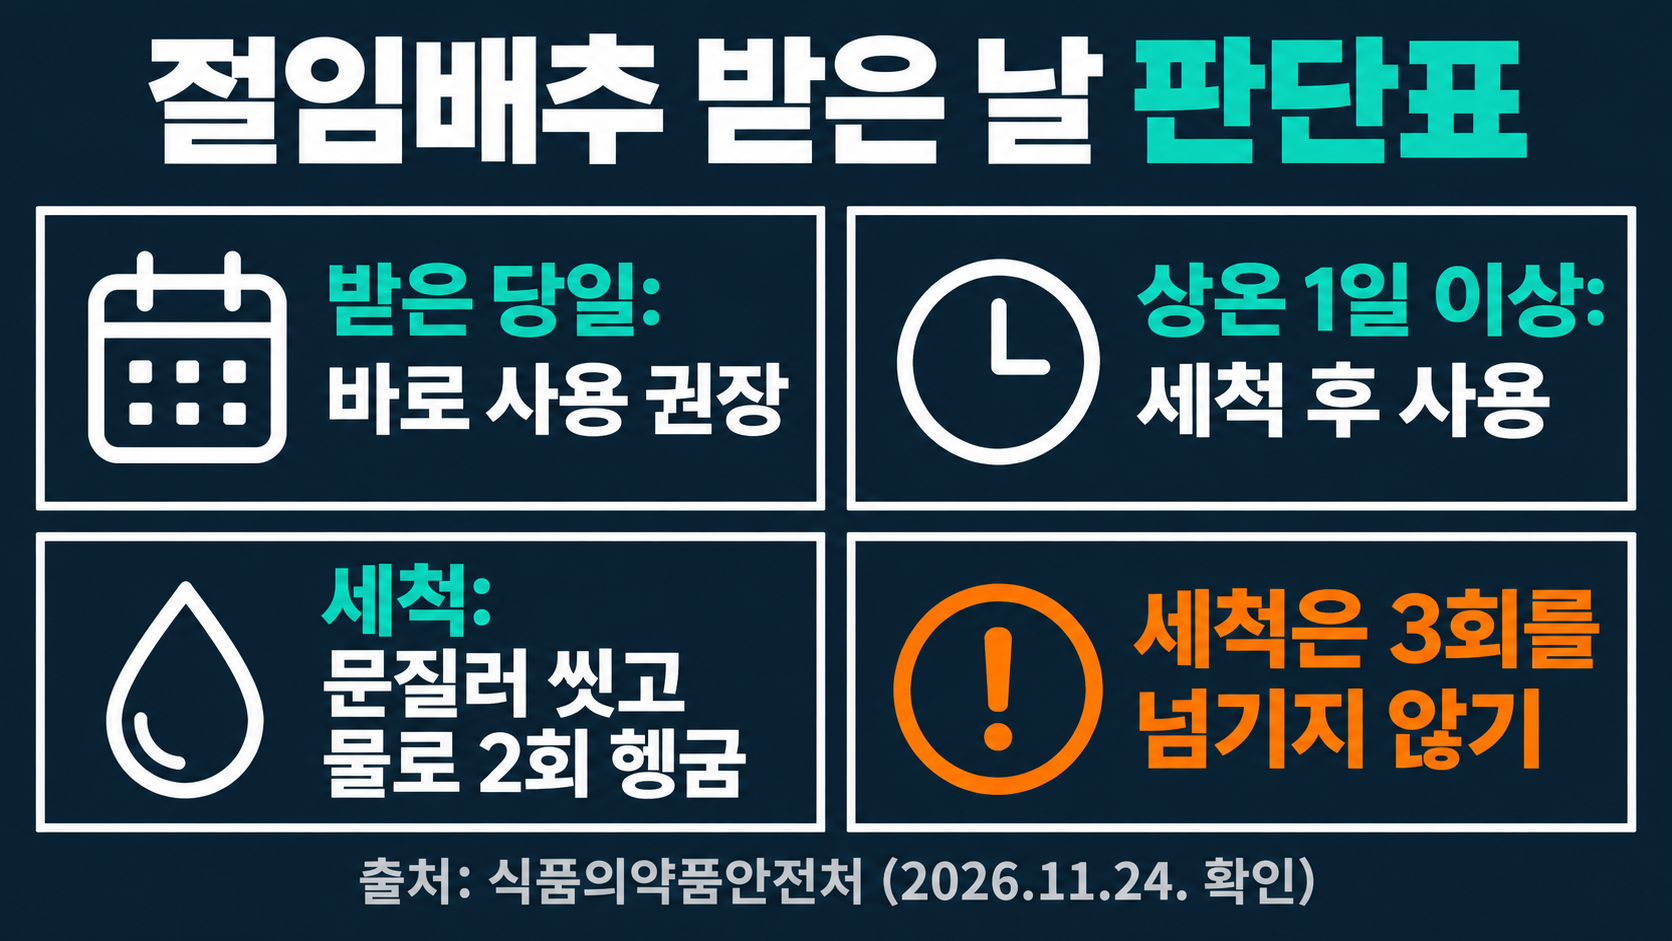 절임배추 받은 날 판단표
받은 당일:
바로 사용 권장
상온 1일 이상:
세척 후 사용
세척:
문질러 씻고
물로 2회 헹굼
세척은 3회를
넘기지 않기
출처: 식품의약품안전처 (2026.11.24. 확인)